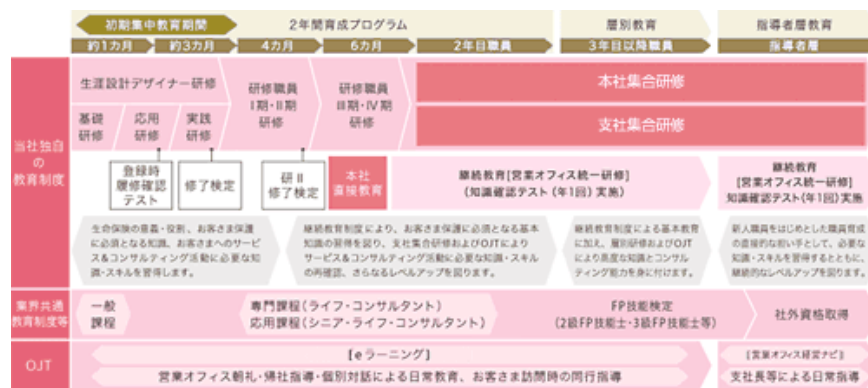 初期集中教育期間
2年間育成プログラム
層別教育
指導者層教育
約1カ月
約3カ月
4カ月
6カ月
2年目職員
3年目以降職員
指導者層
当社独自
の
教育制度
生涯設計デザイナー研修
基礎
研修
応用
研修
実践
研修
研修職員
I期・II期
研修
研修職員
III期・IV期
研修
本社集合研修
支社集合研修
登録時
履修確認
テスト
修了検定
研II
修了検定
本社
直接教育
継続教育[営業オフィス統一研修]
(知識確認テスト(年1回)実施)
継続教育
[営業オフィス統一研修]
知識確認テスト(年1回)実施
生命保険の意義・役割、お客さま保護
に必須となる知識、お客さまへのサービ
ス&コンサルティング活動に必要な知
識・スキルを習得します。
継続教育制度により、お客さま保護に必須となる基本
知識の習得を図り、支社集合研修およびOJTにより
サービス&コンサルティング活動に必要な知識・スキル
の再確認、さらなるレベルアップを図ります。
継続教育制度による基本教育
に加え、層別研修およびOJT
により高度な知識とコンサル
ティング能力を身に付けます。
新人職員をはじめとした職員育成
の直接的な担い手として、必要な
知識・スキルを習得するとともに、
継続的なレベルアップを図ります。
業界共通
教育制度等
一般
課程
専門課程(ライフ・コンサルタント)
応用課程(シニア・ライフ・コンサルタント)
FP技能検定
(2級FP技能士・3級FP技能士等)
社外資格取得
OJT
[eラーニング]
営業オフィス朝礼・帰社指導・個別対話による日常教育、お客さま訪問時の同行指導
[営業オフィス経営ナビ]
支社長等による日常指導